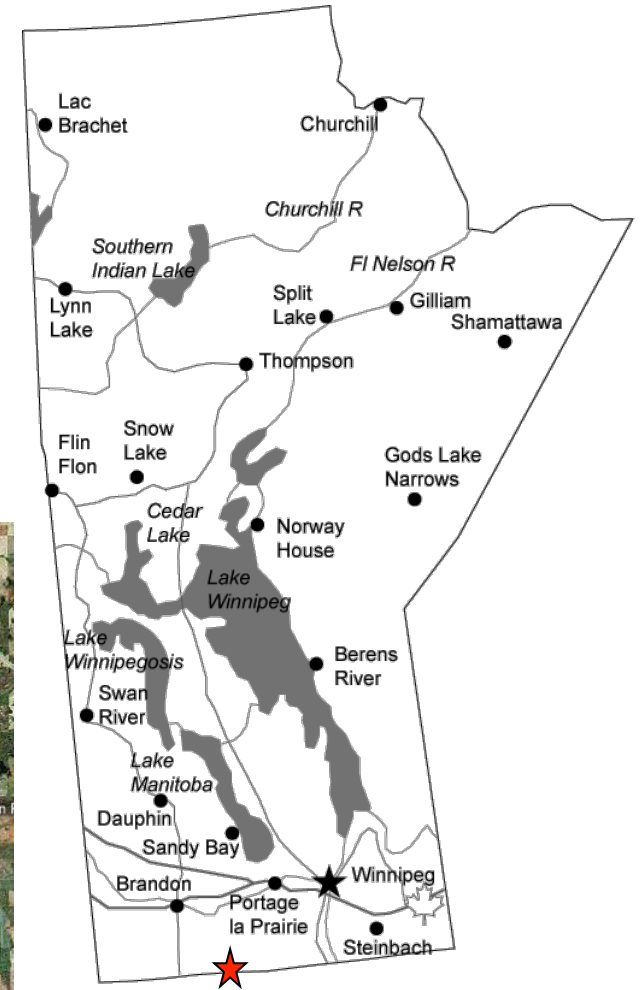 Lac
Brachet
Churchill
Churchill R
Southern
Indian Lake
Fl Nelson R
Lynn
Lake
Split
Lake
Gilliam
Shamattawa
Thompson
Snow
Lake
Flin
Flon
Gods Lake
Narrows
Cedar
Lake
Norway
House
Lake
Winnipeg
Lake
Winnipegosis
Berens
River
Swan
River
Lake
Manitoba
Dauphin
Sandy Bay
Brandon
Winnipeg
Portage
la Prairie
Steinbach